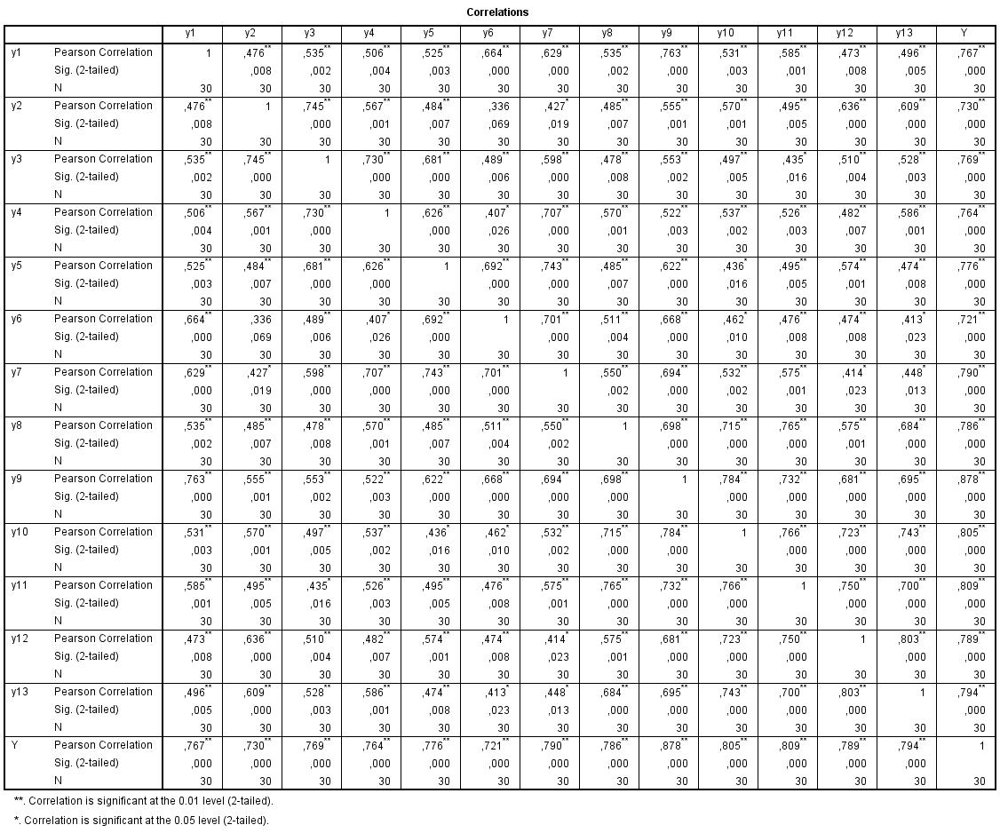 Correlations
y1 y2 y3 y4 y5 y6 y7 y8 y9 y10 y11 y12 y13 Y
y1 Pearson Correlation 1 ,476** ,535** ,506** ,525** ,664** ,629** ,535** ,763** ,531** ,585** ,473** ,496** ,767**
Sig. (2-tailed) ,008 ,002 ,004 ,003 ,000 ,000 ,002 ,000 ,003 ,001 ,008 ,005 ,000
N 30 30 30 30 30 30 30 30 30 30 30 30 30 30
y2 Pearson Correlation ,476** 1 ,745** ,567** ,484** ,336 ,427* ,485** ,555** ,570** ,495** ,636** ,609** ,730**
Sig. (2-tailed) ,008 ,000 ,001 ,007 ,069 ,019 ,007 ,001 ,001 ,005 ,000 ,000 ,000
N 30 30 30 30 30 30 30 30 30 30 30 30 30 30
y3 Pearson Correlation ,535** ,745** 1 ,730** ,681** ,489** ,598** ,478** ,553** ,497** ,435* ,510** ,528** ,769**
Sig. (2-tailed) ,002 ,000 ,000 ,000 ,006 ,000 ,008 ,002 ,005 ,016 ,004 ,003 ,000
N 30 30 30 30 30 30 30 30 30 30 30 30 30 30
y4 Pearson Correlation ,506** ,567** ,730** 1 ,626** ,407* ,707** ,570** ,522** ,537** ,526** ,482** ,586** ,764**
Sig. (2-tailed) ,004 ,001 ,000 ,000 ,026 ,000 ,001 ,003 ,002 ,003 ,007 ,001 ,000
N 30 30 30 30 30 30 30 30 30 30 30 30 30 30
y5 Pearson Correlation ,525** ,484** ,681** ,626** 1 ,692** ,743** ,485** ,622** ,436* ,495** ,574** ,474** ,776**
Sig. (2-tailed) ,003 ,007 ,000 ,000 ,000 ,000 ,007 ,000 ,016 ,005 ,001 ,008 ,000
N 30 30 30 30 30 30 30 30 30 30 30 30 30 30
y6 Pearson Correlation ,664** ,336 ,489** ,407* ,692** 1 ,701** ,511** ,668** ,462* ,476** ,474** ,413* ,721**
Sig. (2-tailed) ,000 ,069 ,006 ,026 ,000 ,000 ,004 ,000 ,010 ,008 ,008 ,023 ,000
N 30 30 30 30 30 30 30 30 30 30 30 30 30 30
y7 Pearson Correlation ,629** ,427* ,598** ,707** ,743** ,701** 1 ,550** ,694** ,532** ,575** ,414* ,448* ,790**
Sig. (2-tailed) ,000 ,019 ,000 ,000 ,000 ,000 ,002 ,000 ,002 ,001 ,023 ,013 ,000
N 30 30 30 30 30 30 30 30 30 30 30 30 30 30
y8 Pearson Correlation ,535** ,485** ,478** ,570** ,485** ,511** ,550** 1 ,698** ,715** ,765** ,575** ,684** ,786**
Sig. (2-tailed) ,002 ,007 ,008 ,001 ,007 ,004 ,002 ,000 ,000 ,000 ,001 ,000 ,000
N 30 30 30 30 30 30 30 30 30 30 30 30 30 30
y9 Pearson Correlation ,763** ,555** ,553** ,522** ,622** ,668** ,694** ,698** 1 ,784** ,732** ,681** ,695** ,878**
Sig. (2-tailed) ,000 ,001 ,002 ,003 ,000 ,000 ,000 ,000 ,000 ,000 ,000 ,000 ,000
N 30 30 30 30 30 30 30 30 30 30 30 30 30 30
y10 Pearson Correlation ,531** ,570** ,497** ,537** ,436* ,462* ,532** ,715** ,784** 1 ,766** ,723** ,743** ,805**
Sig. (2-tailed) ,003 ,001 ,005 ,002 ,016 ,010 ,002 ,000 ,000 ,000 ,000 ,000 ,000
N 30 30 30 30 30 30 30 30 30 30 30 30 30 30
y11 Pearson Correlation ,585** ,495** ,435* ,526** ,495** ,476** ,575** ,765** ,732** ,766** 1 ,750** ,700** ,809**
Sig. (2-tailed) ,001 ,005 ,016 ,003 ,005 ,008 ,001 ,000 ,000 ,000 ,000 ,000 ,000
N 30 30 30 30 30 30 30 30 30 30 30 30 30 30
y12 Pearson Correlation ,473** ,636** ,510** ,482** ,574** ,474** ,414* ,575** ,681** ,723** ,750** 1 ,803** ,789**
Sig. (2-tailed) ,008 ,000 ,004 ,007 ,001 ,008 ,023 ,001 ,000 ,000 ,000 ,000 ,000
N 30 30 30 30 30 30 30 30 30 30 30 30 30 30
y13 Pearson Correlation ,496** ,609** ,528** ,586** ,474** ,413* ,448* ,684** ,695** ,743** ,700** ,803** 1 ,794**
Sig. (2-tailed) ,005 ,000 ,003 ,001 ,008 ,023 ,013 ,000 ,000 ,000 ,000 ,000 ,000
N 30 30 30 30 30 30 30 30 30 30 30 30 30 30
Y Pearson Correlation ,767** ,730** ,769** ,764** ,776** ,721** ,790** ,786** ,878** ,805** ,809** ,789** ,794** 1
Sig. (2-tailed) ,000 ,000 ,000 ,000 ,000 ,000 ,000 ,000 ,000 ,000 ,000 ,000 ,000
N 30 30 30 30 30 30 30 30 30 30 30 30 30 30
**. Correlation is significant at the 0.01 level (2-tailed).
*. Correlation is significant at the 0.05 level (2-tailed).